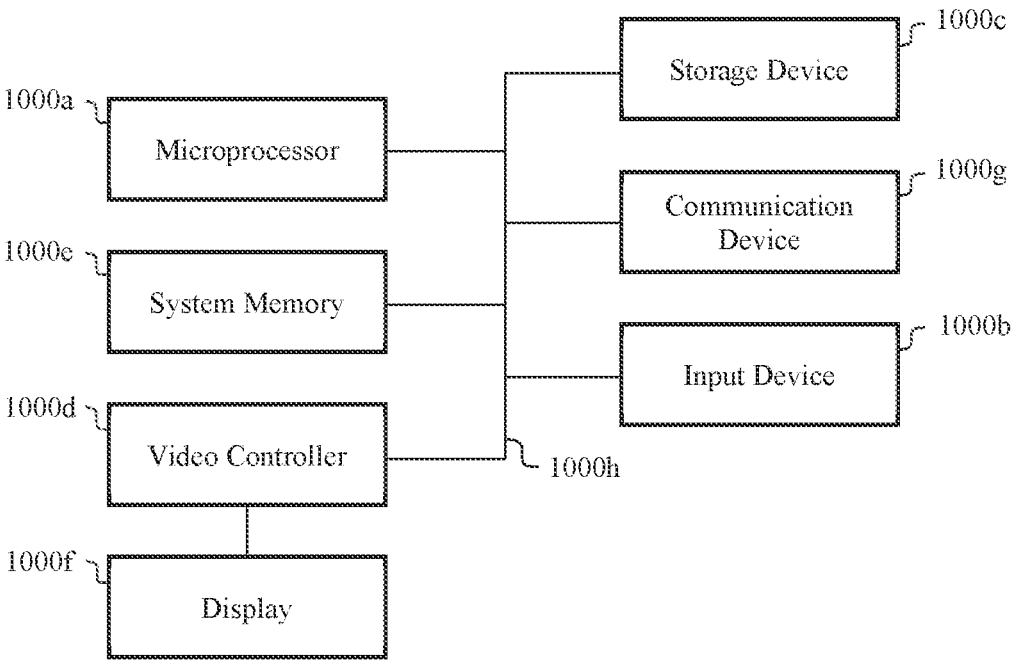 1000a
Microprocessor
1000e
System Memory
1000d
Video Controller
1000f
Display
1000c
Storage Device
1000g
Communication
Device
1000b
Input Device
1000h